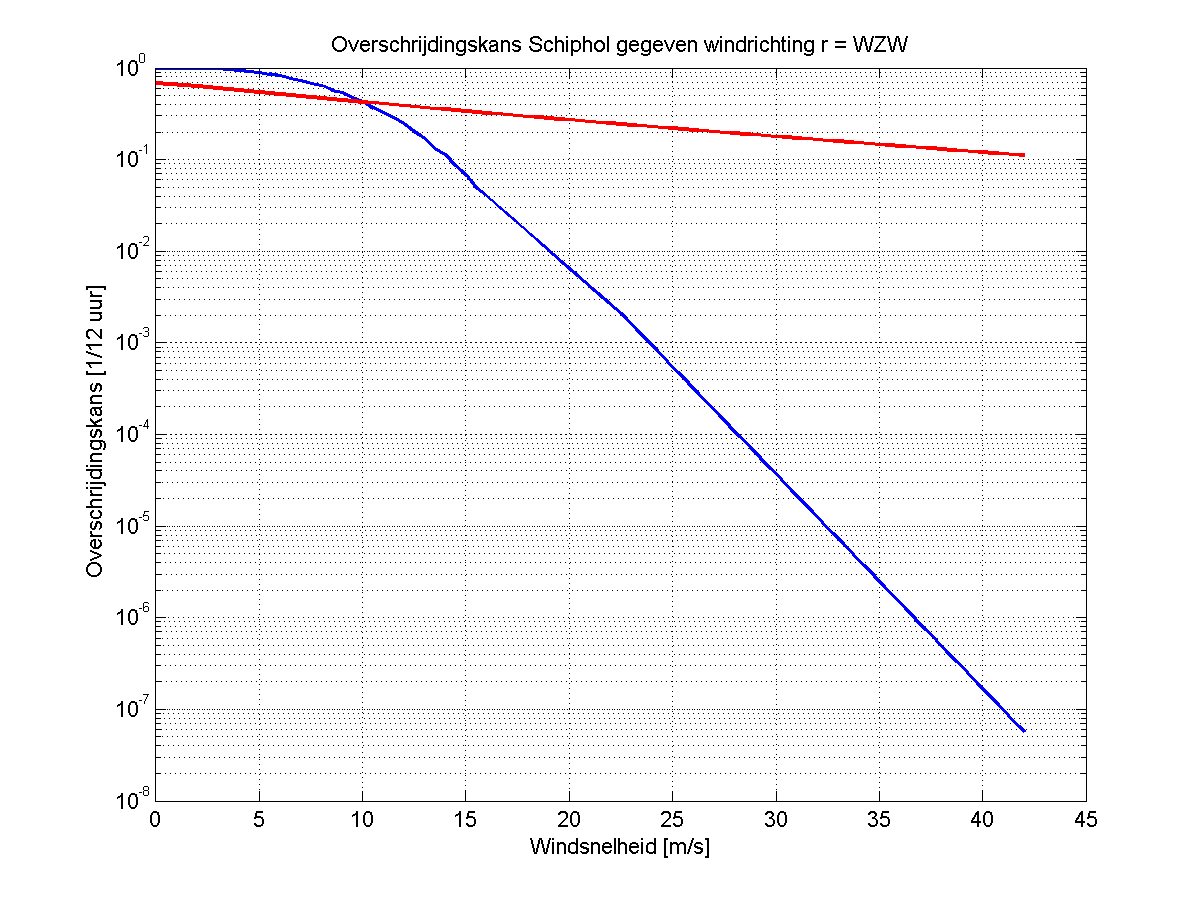 Overschrijdingskans Schiphol gegeven windrichting r = WZW
Overschrijdingskans [1/12 uur]
10^0
10^-1
10^-2
10^-3
10^-4
10^-5
10^-6
10^-7
10^-8
0 5 10 15 20 25 30 35 40 45
Windsnelheid [m/s]